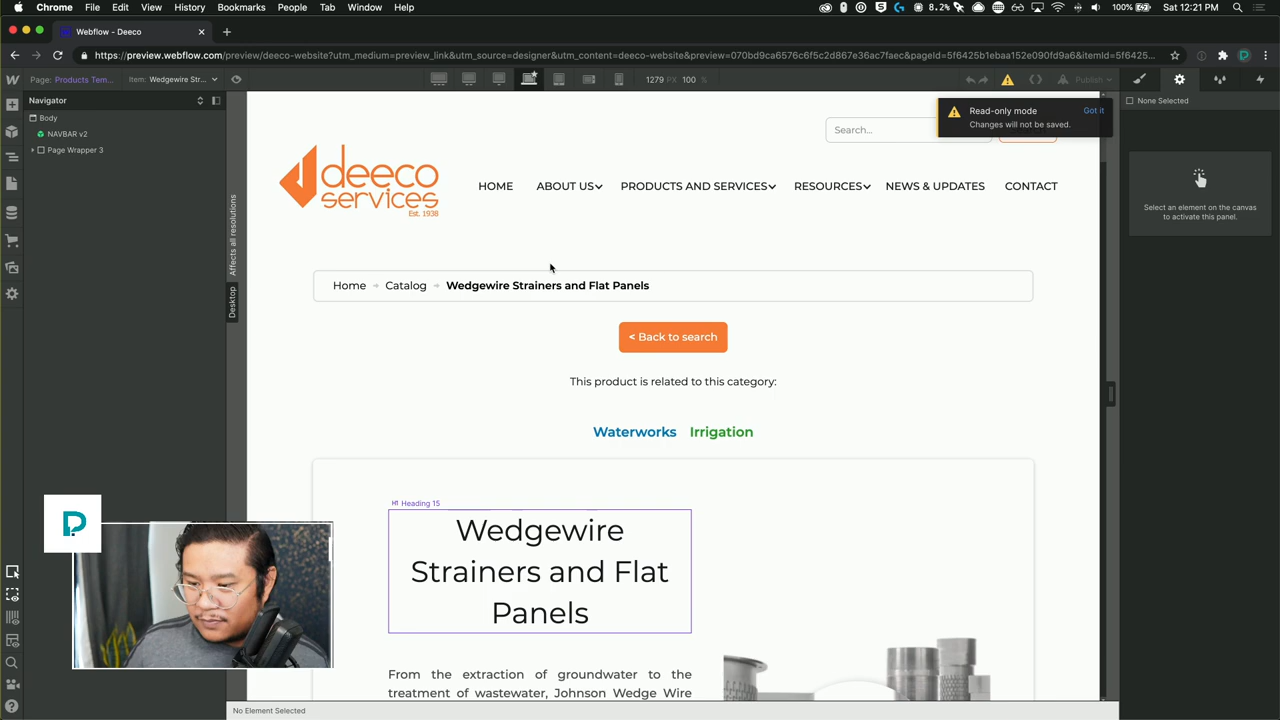 Chrome File Edit View History Bookmarks People Tab Window Help
8.2% 100% Sat 12:21 PM
Webflow - Deeco
https://preview.webflow.com/preview/deeco-website?utm_medium=preview_link&utm_source=designer&utm_content=deeco-website&preview=070bd9ca6576c6f5c2d867e36ac7faec&pageId=5f6425b1ebaa152e090fd9a6&itemId=5f6425...
Page: Products Tem... Item: Wedgewire Str... 1279 PX 100 % Publish
Navigator
None Selected
Body
NAVBAR v2
Page Wrapper 3
Read-only mode Got it
Changes will not be saved.
Search...
deeco
services
Est. 1938
HOME ABOUT US PRODUCTS AND SERVICES RESOURCES NEWS & UPDATES CONTACT
Select an element on the canvas
to activate this panel.
Affects all resolutions
Desktop
Home Catalog Wedgewire Strainers and Flat Panels
< Back to search
This product is related to this category:
Waterworks Irrigation
H1 Heading 15
Wedgewire
Strainers and Flat
Panels
From the extraction of groundwater to the
treatment of wastewater, Johnson Wedge Wire
No Element Selected